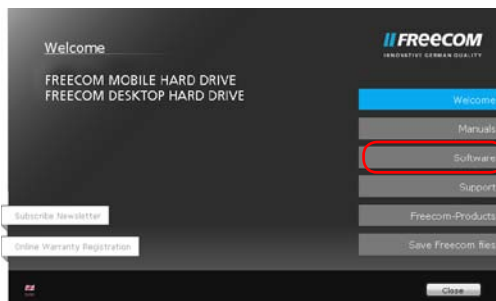 Welcome
FREECOM
INNOVATIVE GERMAN QUALITY
FREECOM MOBILE HARD DRIVE
FREECOM DESKTOP HARD DRIVE
Welcome
Manuals
Software
Support
Freecom-Products
Save Freecom files
Subscribe Newsletter
Online Warranty Registration
Close